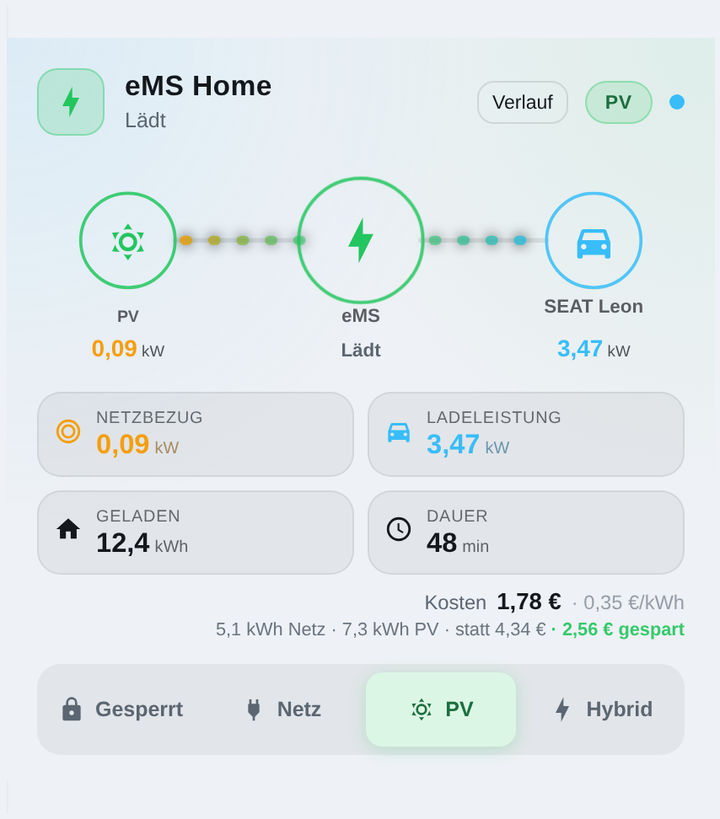 eMS Home
Lädt
Verlauf
PV
PV
0,09 kW
eMS
Lädt
SEAT Leon
3,47 kW
NETZBEZUG
0,09 kW
LADELEISTUNG
3,47 kW
GELADEN
12,4 kWh
DAUER
48 min
Kosten 1,78 € · 0,35 €/kWh
5,1 kWh Netz · 7,3 kWh PV · statt 4,34 € · 2,56 € gespart
Gesperrt
Netz
PV
Hybrid